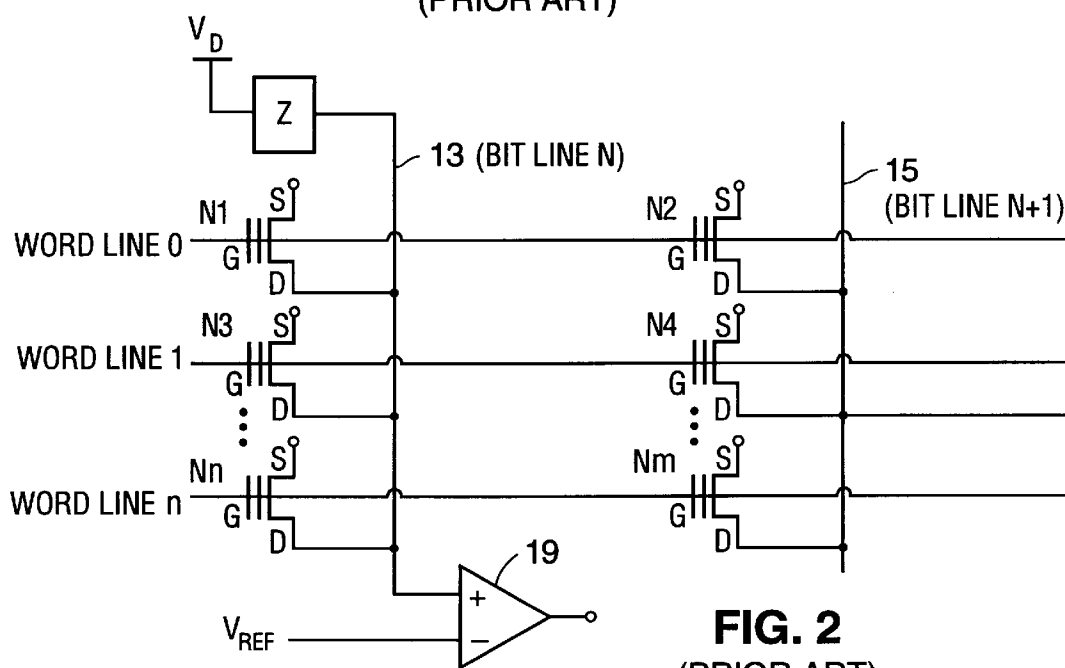 (PRIOR ART)
V_D
Z
13 (BIT LINE N)
15
(BIT LINE N+1)
N1
S
N2
S
WORD LINE 0
G
G
D
D
N3
S
N4
S
WORD LINE 1
G
G
D
D
Nn
S
Nm
S
WORD LINE n
G
G
D
D
19
+
V_REF
−
FIG. 2
(PRIOR ART)